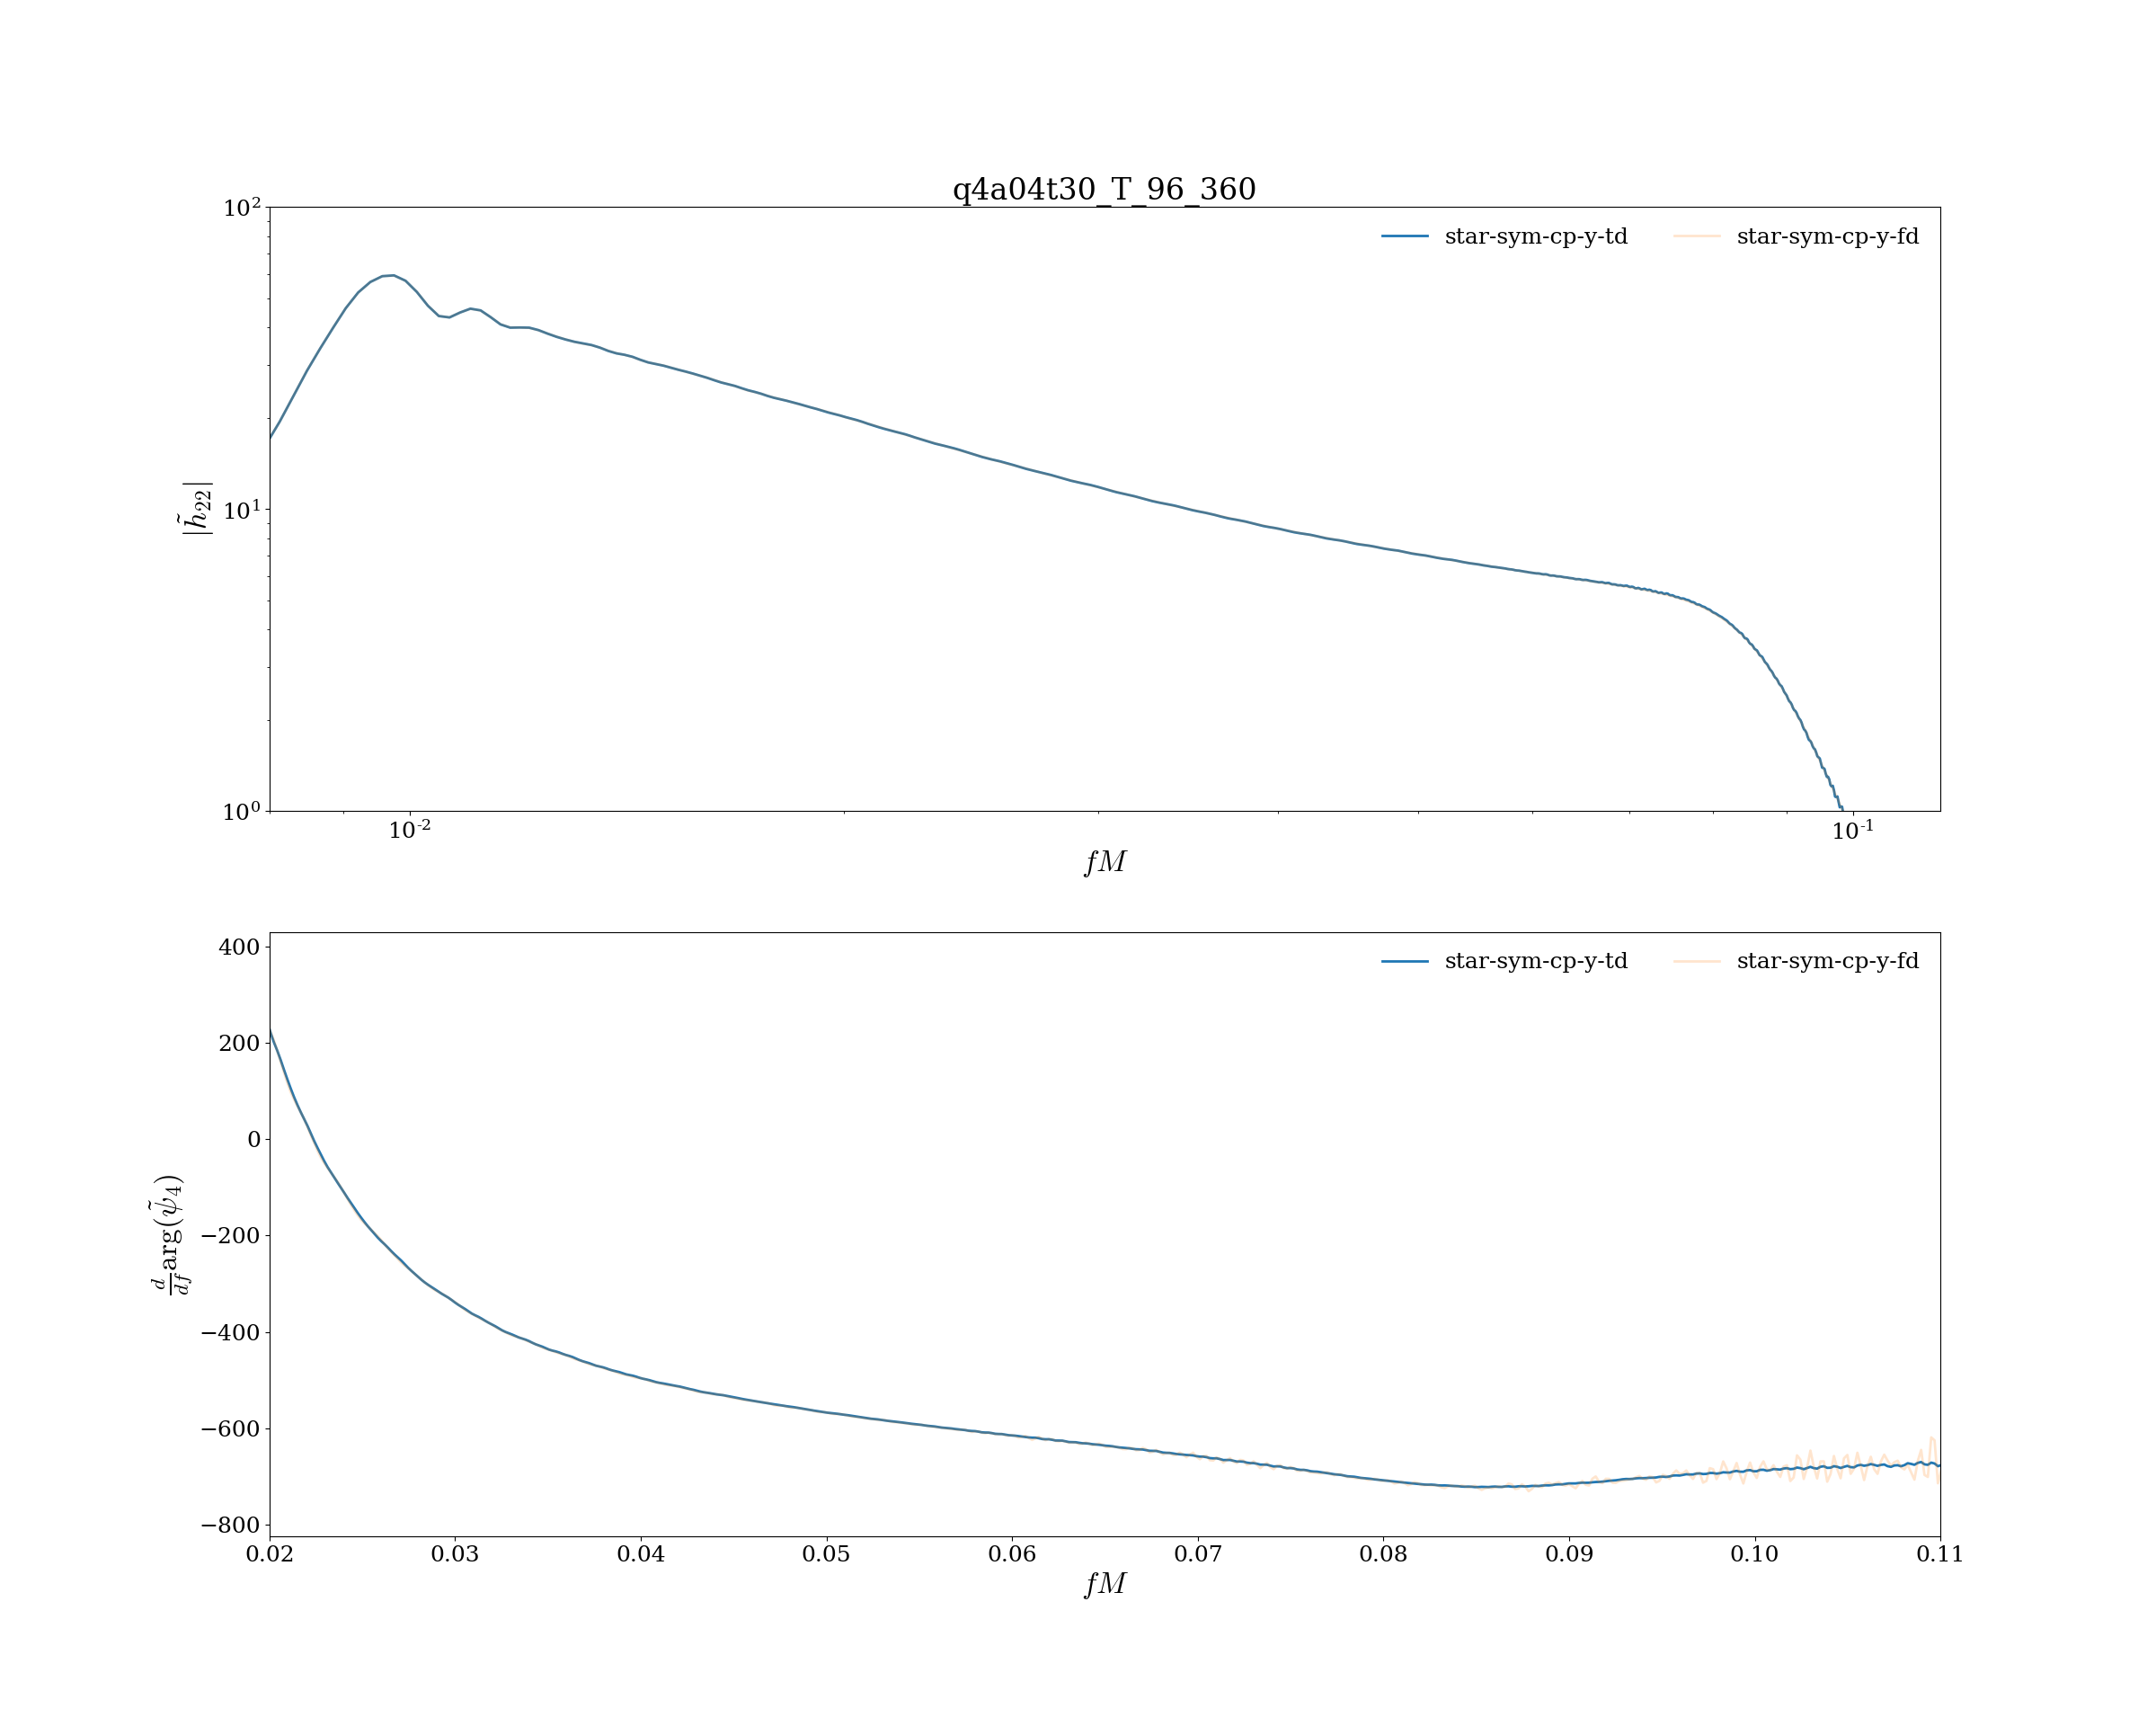 q4a04t30_T_96_360
10²
10¹
10⁰
|h̃₂₂|
star-sym-cp-y-td star-sym-cp-y-fd
10⁻² 10⁻¹
fM
400
200
0
−200
−400
−600
−800
d/df arg(ψ̃₄)
star-sym-cp-y-td star-sym-cp-y-fd
0.02 0.03 0.04 0.05 0.06 0.07 0.08 0.09 0.10 0.11
fM